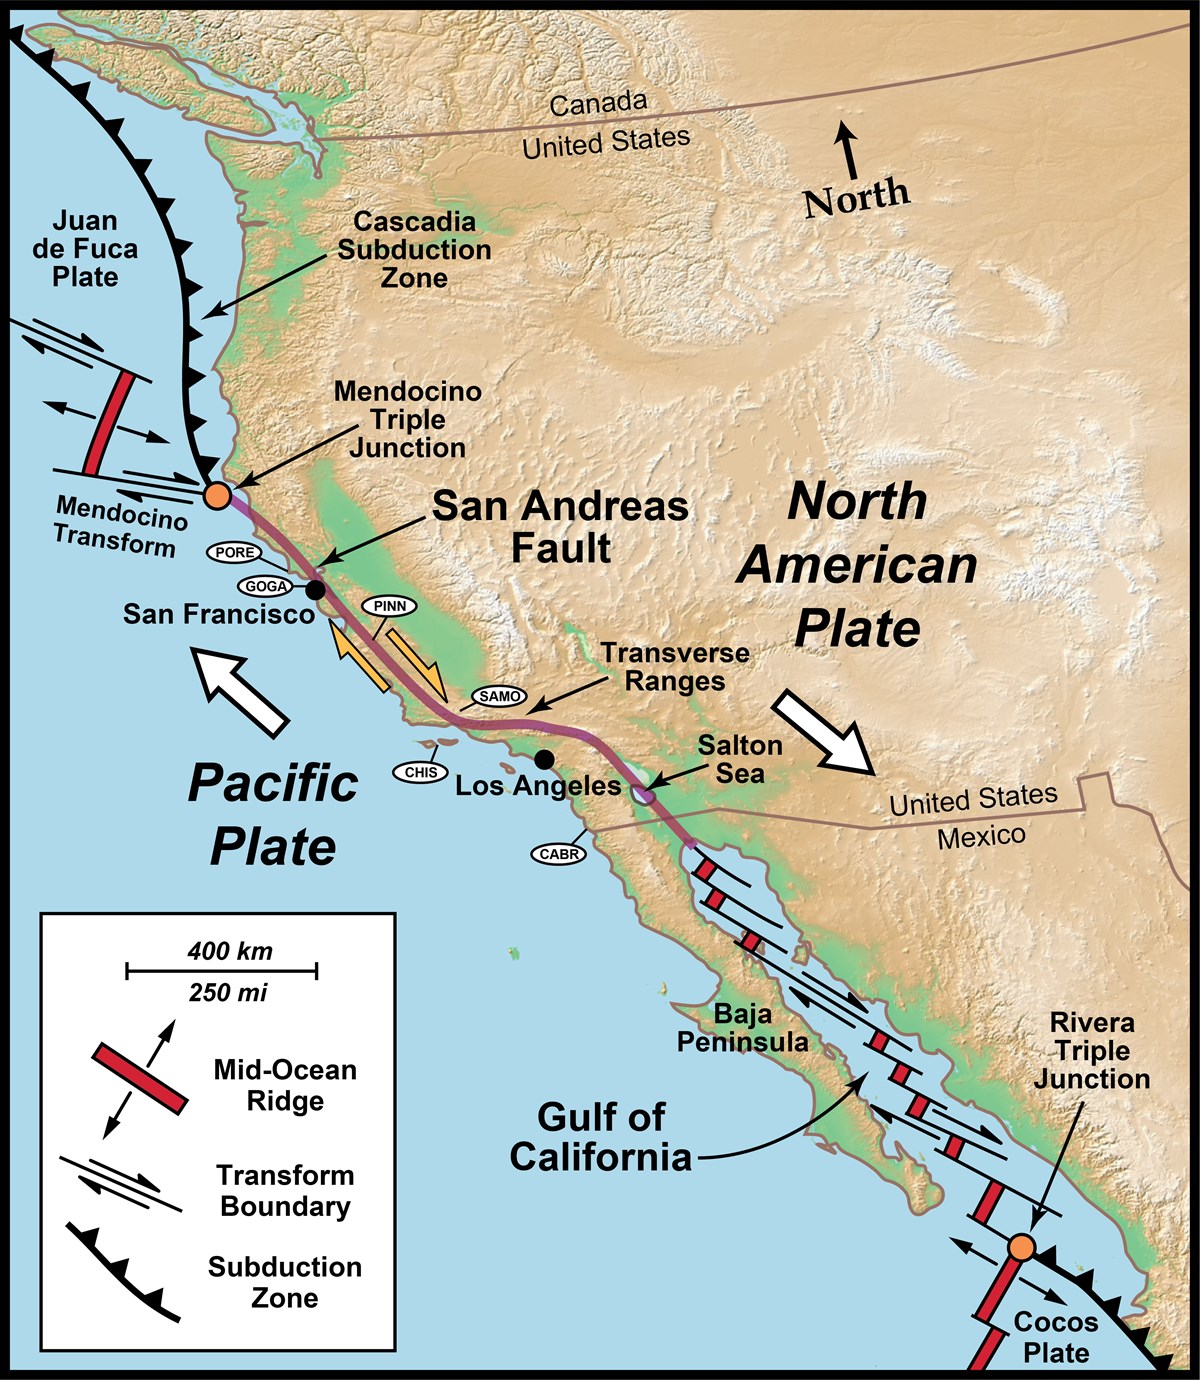 Canada
United States
North
Juan
de Fuca
Plate
Cascadia
Subduction
Zone
Mendocino
Triple
Junction
Mendocino
Transform
San Andreas
Fault
North
American
Plate
PORE
GOGA
San Francisco
PINN
Transverse
Ranges
SAMO
Salton
Sea
CHIS
Los Angeles
Pacific
Plate
United States
Mexico
CABR
400 km
250 mi
Mid-Ocean
Ridge
Transform
Boundary
Subduction
Zone
Baja
Peninsula
Gulf of
California
Rivera
Triple
Junction
Cocos
Plate